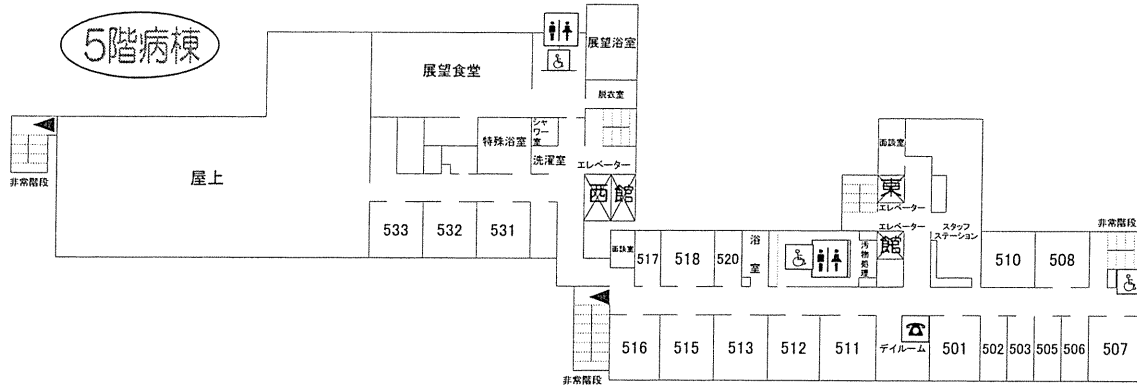 5階病棟
展望浴室
展望食堂
脱衣室
シャワー室
特殊浴室
洗濯室
エレベーター
西館
屋上
非常階段
533
532
531
面談室
東
エレベーター
エレベーター
館
スタッフ
ステーション
非常階段
面談室
517
518
520
浴室
汚物処理
510
508
516
515
513
512
511
デイルーム
501
502
503
505
506
507
非常階段